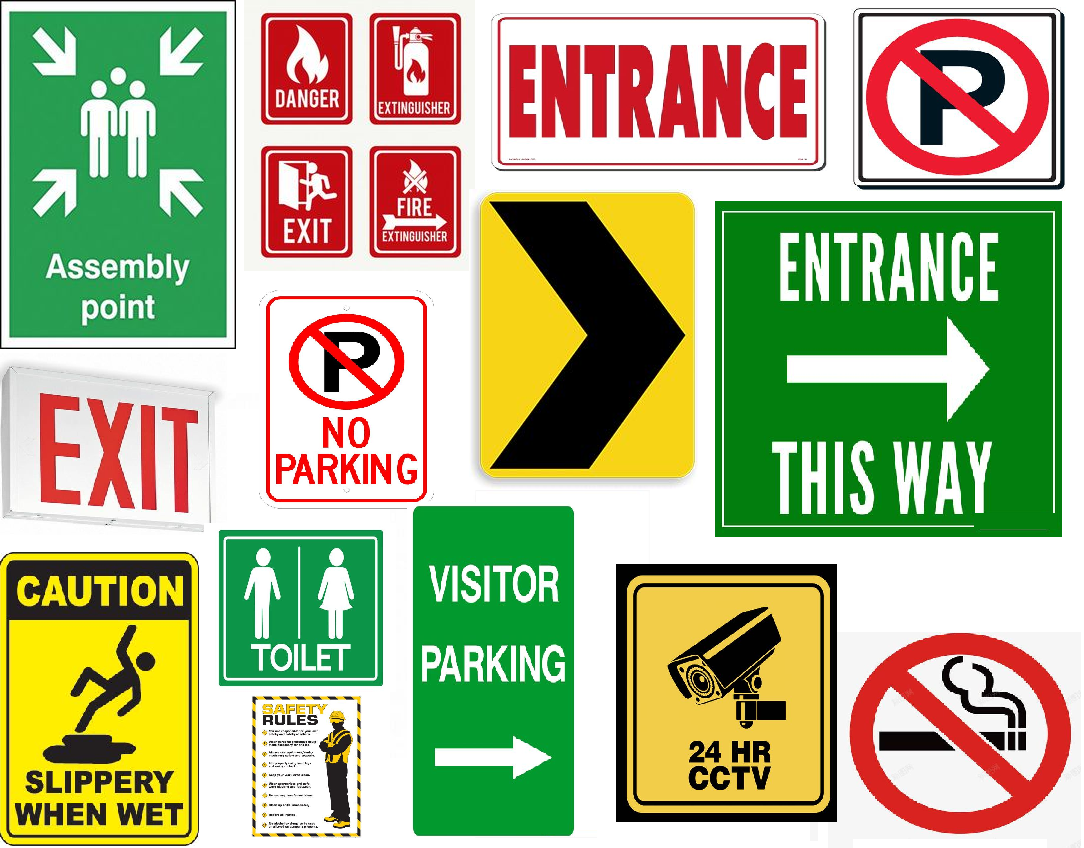 Assembly
point
DANGER
EXTINGUISHER
EXIT
FIRE
EXTINGUISHER
ENTRANCE
P
P
NO
PARKING
ENTRANCE
THIS WAY
EXIT
CAUTION
SLIPPERY
WHEN WET
TOILET
SAFETY
RULES
VISITOR
PARKING
24 HR
CCTV